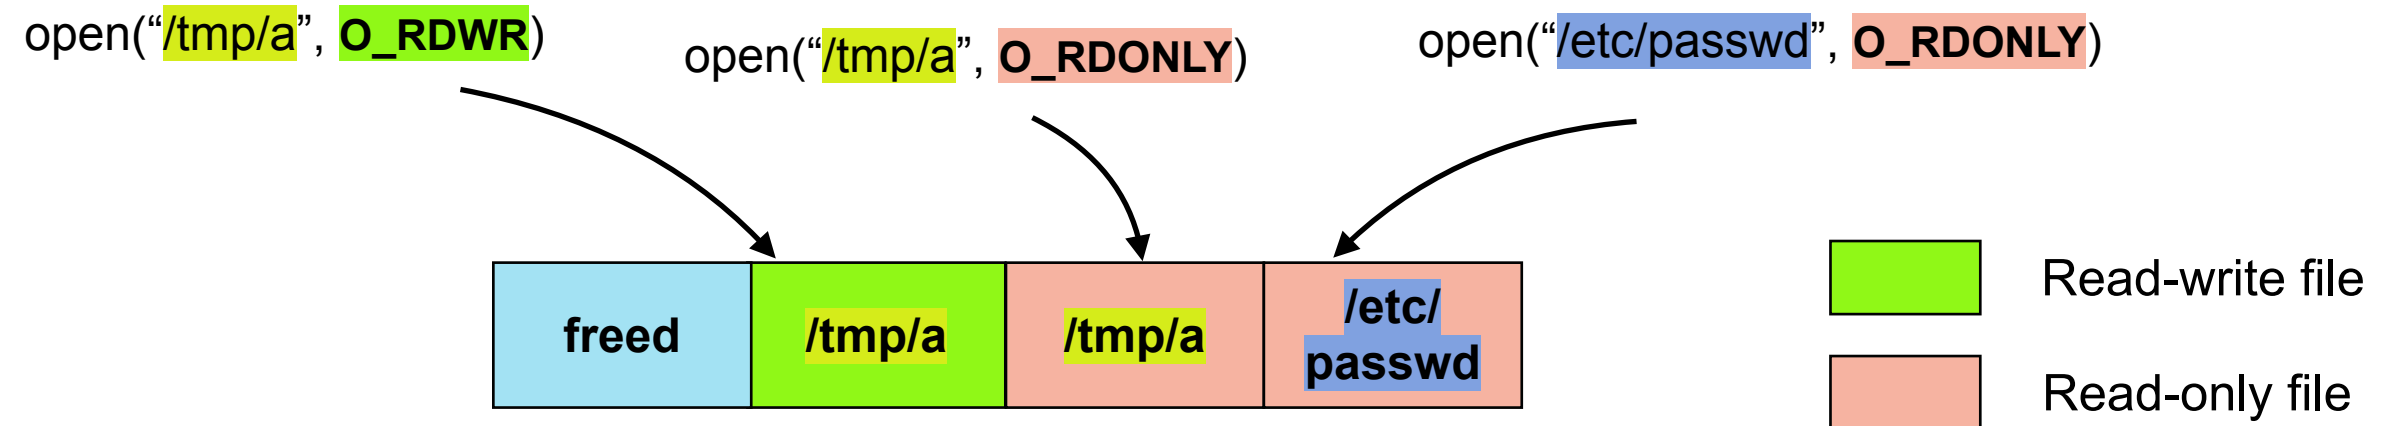 open(“/tmp/a”, O_RDWR)
open(“/tmp/a”, O_RDONLY)
open(“/etc/passwd”, O_RDONLY)
freed
/tmp/a
/tmp/a
/etc/
passwd
Read-write file
Read-only file